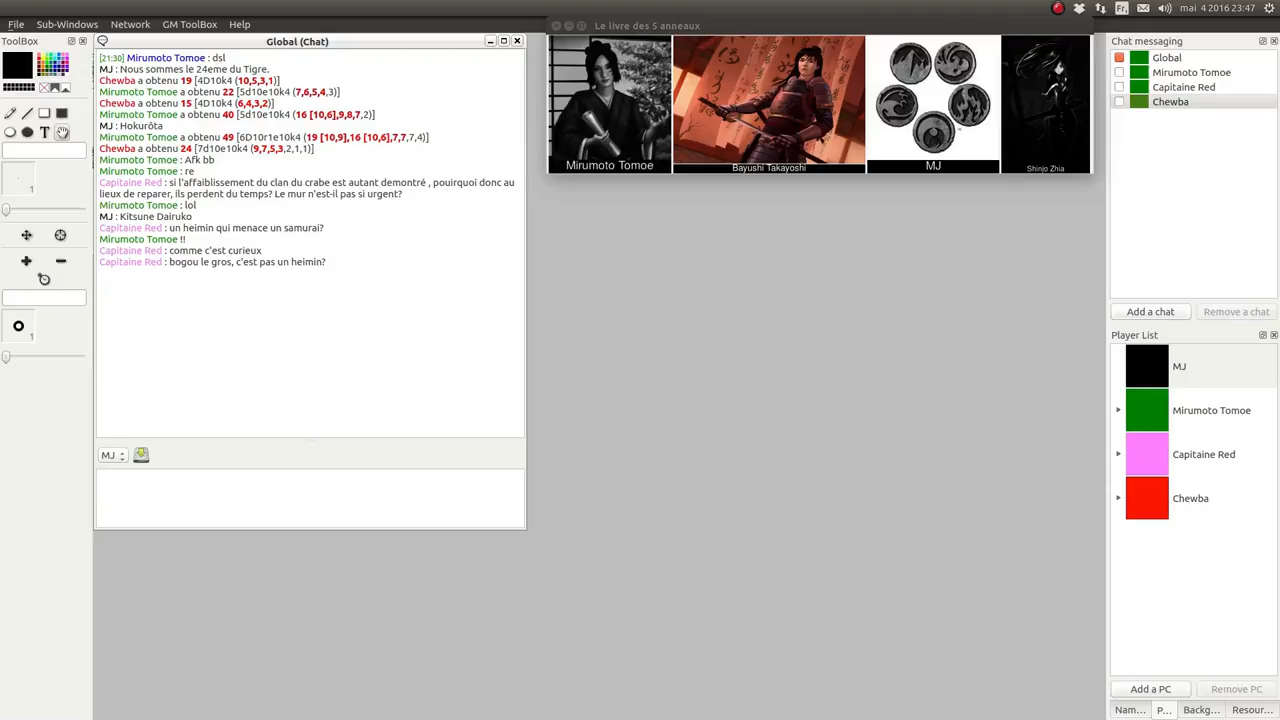 Le livre des 5 anneaux
Fr
mai 4 2016 23:47
File Sub-Windows Network GM ToolBox Help
ToolBox
T
1
1
Global (Chat)
[21:30] Mirumoto Tomoe : dsl
MJ : Nous sommes le 24eme du Tigre.
Chewba a obtenu 19 [4D10k4 (10,5,3,1)]
Mirumoto Tomoe a obtenu 22 [5d10e10k4 (7,6,5,4,3)]
Chewba a obtenu 15 [4D10k4 (6,4,3,2)]
Mirumoto Tomoe a obtenu 40 [5d10e10k4 (16 [10,6],9,8,7,2)]
MJ : Hokurôta
Mirumoto Tomoe a obtenu 49 [6D10r1e10k4 (19 [10,9],16 [10,6],7,7,7,4)]
Chewba a obtenu 24 [7d10e10k4 (9,7,5,3,2,1,1)]
Mirumoto Tomoe : Afk bb
Mirumoto Tomoe : re
Capitaine Red : si l'affaiblissement du clan du crabe est autant demontré , pouirquoi donc au
lieux de reparer, ils perdent du temps? Le mur n'est-il pas si urgent?
Mirumoto Tomoe : lol
MJ : Kitsune Dairuko
Capitaine Red : un heimin qui menace un samurai?
Mirumoto Tomoe !!
Capitaine Red : comme c'est curieux
Capitaine Red : bogou le gros, c'est pas un heimin?
MJ
Mirumoto Tomoe
Bayushi Takayoshi
MJ
Shinjo Zhia
Chat messaging
Global
Mirumoto Tomoe
Capitaine Red
Chewba
Add a chat Remove a chat
Player List
MJ
Mirumoto Tomoe
Capitaine Red
Chewba
Add a PC Remove PC
Nam... P... Backg... Resour...